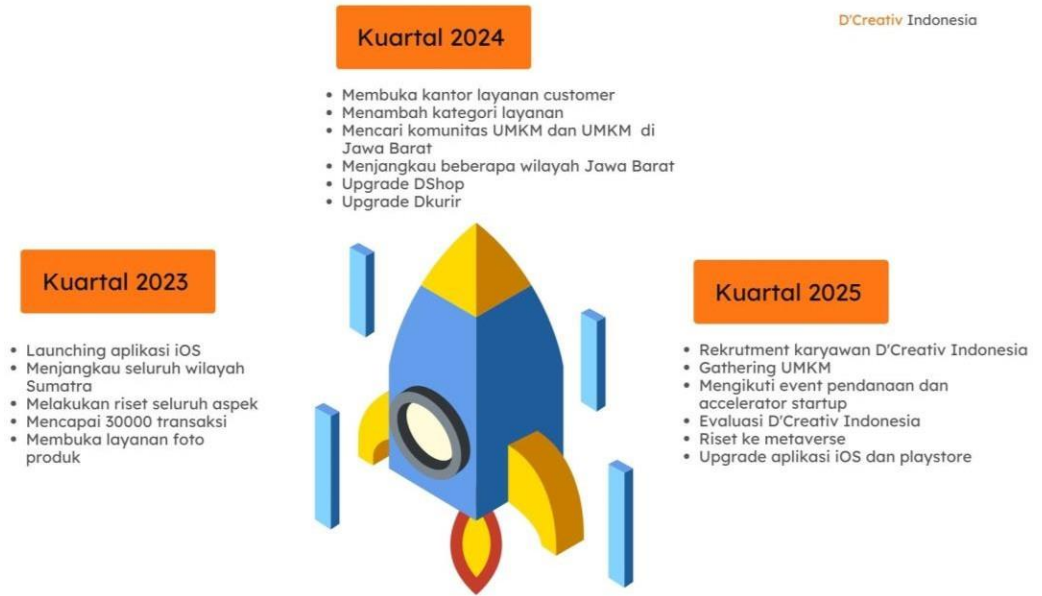 D'Creativ Indonesia
Kuartal 2024
• Membuka kantor layanan customer
• Menambah kategori layanan
• Mencari komunitas UMKM dan UMKM di
Jawa Barat
• Menjangkau beberapa wilayah Jawa Barat
• Upgrade DShop
• Upgrade Dkurir
Kuartal 2023
• Launching aplikasi iOS
• Menjangkau seluruh wilayah
Sumatra
• Melakukan riset seluruh aspek
• Mencapai 30000 transaksi
• Membuka layanan foto
produk
Kuartal 2025
• Rekrutment karyawan D'Creativ Indonesia
• Gathering UMKM
• Mengikuti event pendanaan dan
accelerator startup
• Evaluasi D'Creativ Indonesia
• Riset ke metaverse
• Upgrade aplikasi iOS dan playstore